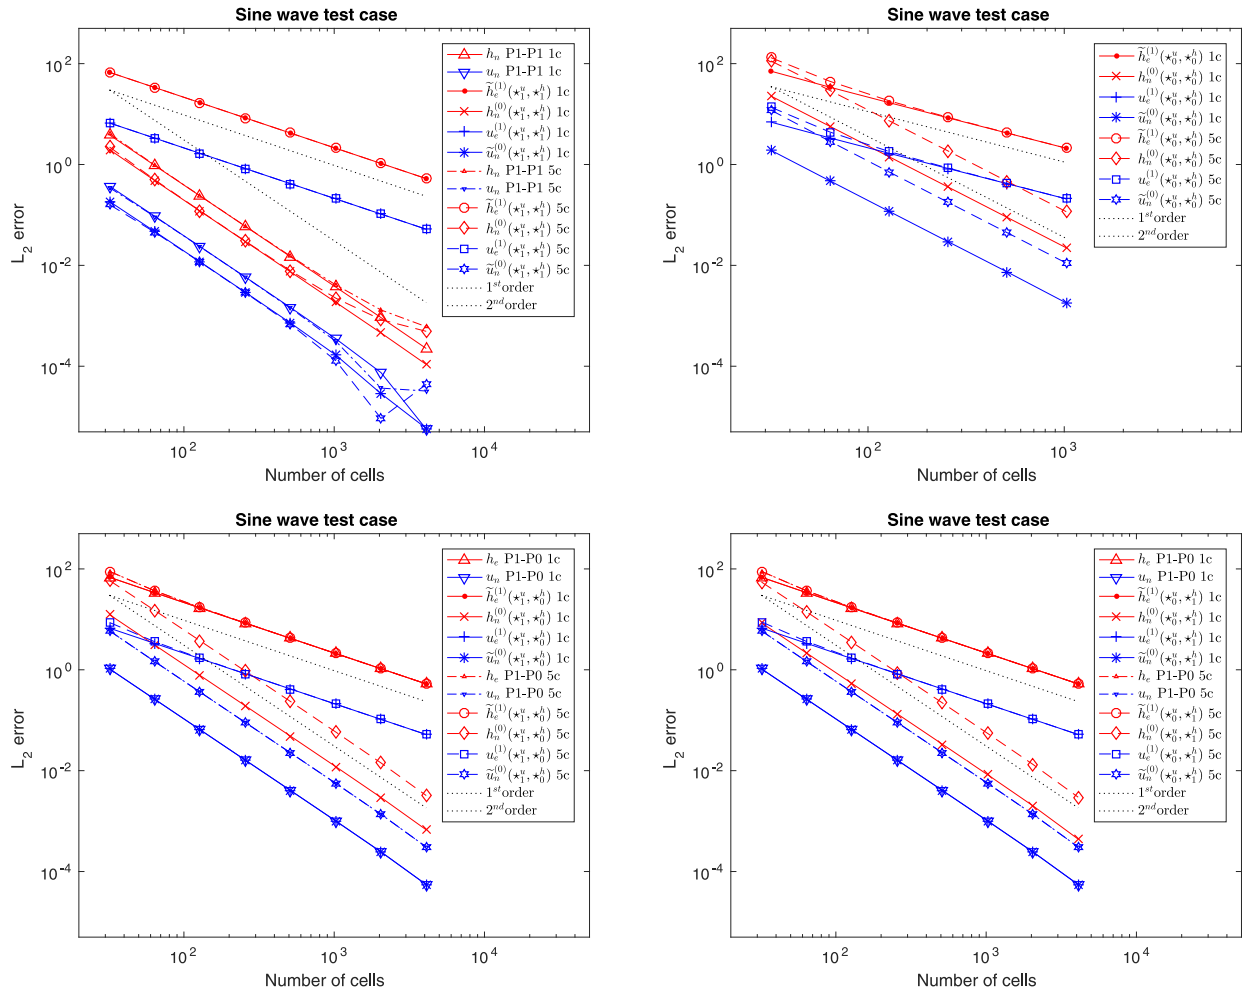 Sine wave test case
10^2
10^0
10^-2
10^-4
L_2 error
10^2
10^3
10^4
Number of cells
h_n P1-P1 1c
u_n P1-P1 1c
h̃_e^(1)(⋆_1^u, ⋆_1^h) 1c
h_n^(0)(⋆_1^u, ⋆_1^h) 1c
u_e^(1)(⋆_1^u, ⋆_1^h) 1c
ũ_n^(0)(⋆_1^u, ⋆_1^h) 1c
h_n P1-P1 5c
u_n P1-P1 5c
h̃_e^(1)(⋆_1^u, ⋆_1^h) 5c
h_n^(0)(⋆_1^u, ⋆_1^h) 5c
u_e^(1)(⋆_1^u, ⋆_1^h) 5c
ũ_n^(0)(⋆_1^u, ⋆_1^h) 5c
1^st order
2^nd order
Sine wave test case
10^2
10^0
10^-2
10^-4
L_2 error
10^2
10^3
Number of cells
h̃_e^(1)(⋆_0^u, ⋆_0^h) 1c
h_n^(0)(⋆_0^u, ⋆_0^h) 1c
u_e^(1)(⋆_0^u, ⋆_0^h) 1c
ũ_n^(0)(⋆_0^u, ⋆_0^h) 1c
h̃_e^(1)(⋆_0^u, ⋆_0^h) 5c
h_n^(0)(⋆_0^u, ⋆_0^h) 5c
u_e^(1)(⋆_0^u, ⋆_0^h) 5c
ũ_n^(0)(⋆_0^u, ⋆_0^h) 5c
1^st order
2^nd order
Sine wave test case
10^2
10^0
10^-2
10^-4
L_2 error
10^2
10^3
10^4
Number of cells
h_e P1-P0 1c
u_n P1-P0 1c
h̃_e^(1)(⋆_1^u, ⋆_0^h) 1c
h_n^(0)(⋆_1^u, ⋆_0^h) 1c
u_e^(1)(⋆_1^u, ⋆_0^h) 1c
ũ_n^(0)(⋆_1^u, ⋆_0^h) 1c
h_e P1-P0 5c
u_n P1-P0 5c
h̃_e^(1)(⋆_1^u, ⋆_0^h) 5c
h_n^(0)(⋆_1^u, ⋆_0^h) 5c
u_e^(1)(⋆_1^u, ⋆_0^h) 5c
ũ_n^(0)(⋆_1^u, ⋆_0^h) 5c
1^st order
2^nd order
Sine wave test case
10^2
10^0
10^-2
10^-4
L_2 error
10^2
10^3
10^4
Number of cells
h_e P1-P0 1c
u_n P1-P0 1c
h̃_e^(1)(⋆_0^u, ⋆_1^h) 1c
h_n^(0)(⋆_0^u, ⋆_1^h) 1c
u_e^(1)(⋆_0^u, ⋆_1^h) 1c
ũ_n^(0)(⋆_0^u, ⋆_1^h) 1c
h_e P1-P0 5c
u_n P1-P0 5c
h̃_e^(1)(⋆_0^u, ⋆_1^h) 5c
h_n^(0)(⋆_0^u, ⋆_1^h) 5c
u_e^(1)(⋆_0^u, ⋆_1^h) 5c
ũ_n^(0)(⋆_0^u, ⋆_1^h) 5c
1^st order
2^nd order